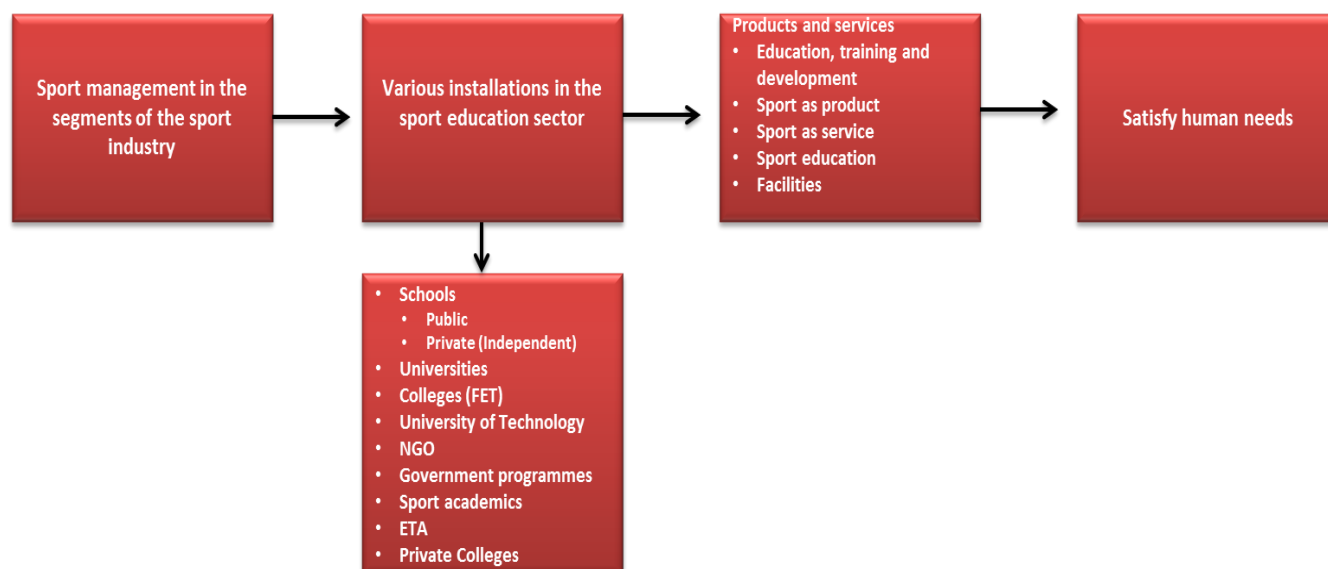 Sport management in the
segments of the sport
industry
Various installations in the
sport education sector
Products and services
• Education, training and
development
• Sport as product
• Sport as service
• Sport education
• Facilities
Satisfy human needs
• Schools
• Public
• Private (Independent)
• Universities
• Colleges (FET)
• University of Technology
• NGO
• Government programmes
• Sport academics
• ETA
• Private Colleges